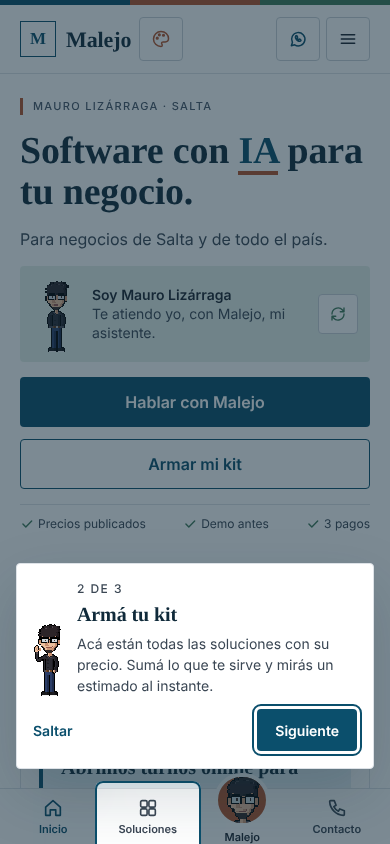 M Malejo
MAURO LIZÁRRAGA · SALTA
Software con IA para
tu negocio.
Para negocios de Salta y de todo el país.
Soy Mauro Lizárraga
Te atiendo yo, con Malejo, mi
asistente.
Hablar con Malejo
Armar mi kit
Precios publicados
Demo antes
3 pagos
2 DE 3
Armá tu kit
Acá están todas las soluciones con su
precio. Sumá lo que te sirve y mirás un
estimado al instante.
Saltar
Siguiente
Abrimos turnos online para
Inicio
Soluciones
Malejo
Contacto